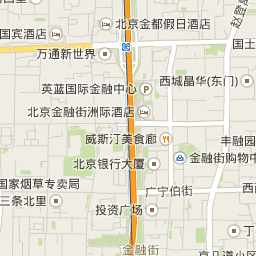 北京金都假日酒店
国宾酒店
赵登
万通新世界
国土
英蓝国际金融中心
P
西城晶华(东门)
北京金融街洲际酒店
威斯汀美食廊
丰融
金融街购物中
北京银行大厦
国家烟草专卖局
广宁伯街
西
三条北里
投资广场
丁
金融街